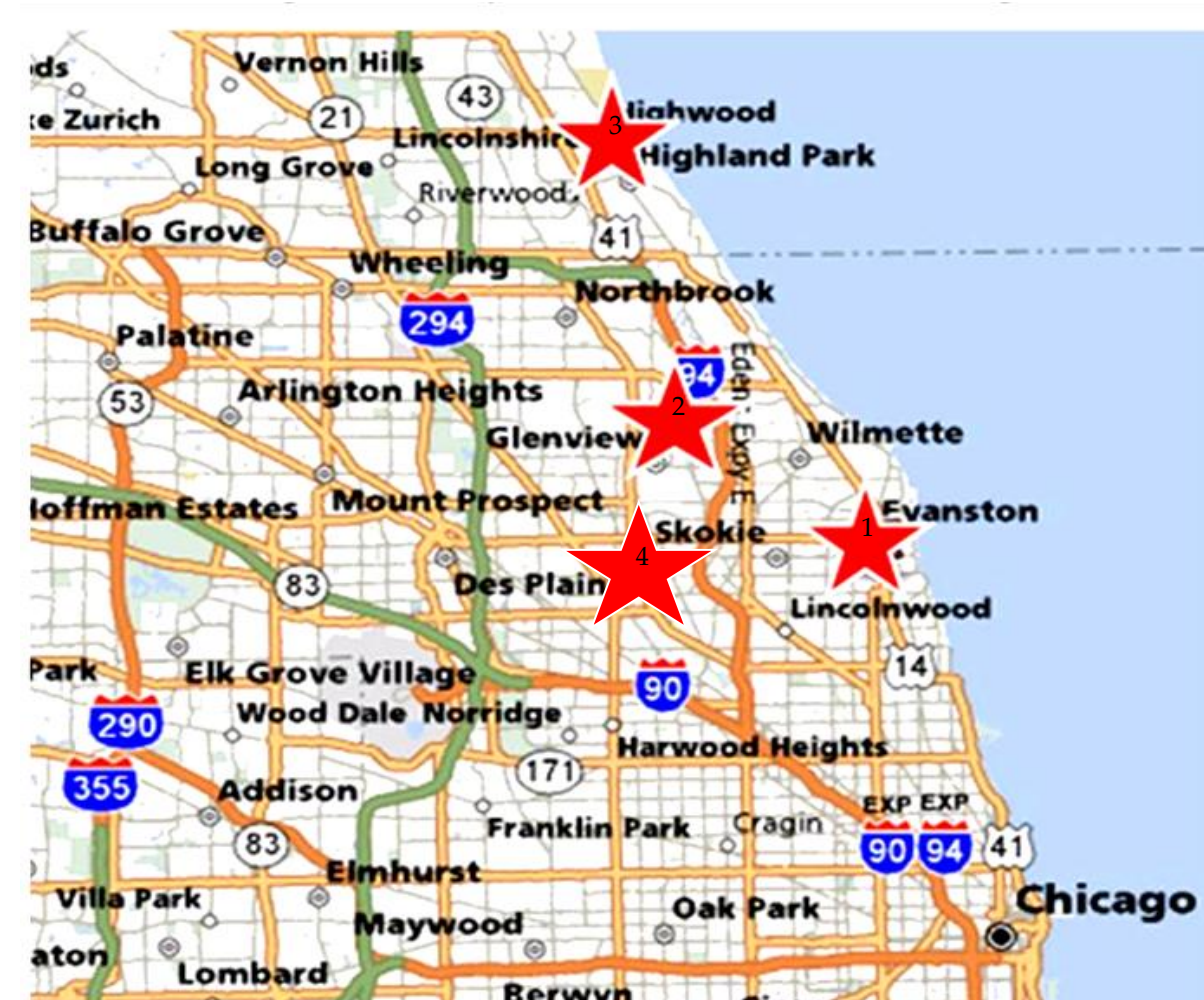 Vernon Hills
ds
43
ke Zurich
21
3
Highwood
Lincolnshire
Highland Park
Long Grove
Riverwood
Buffalo Grove
41
Wheeling
Northbrook
294
Palatine
94
Eden
Expy E
Arlington Heights
53
2
Glenview
Wilmette
Hoffman Estates
Mount Prospect
Evanston
1
Skokie
4
83
Des Plain
Lincolnwood
Park
Elk Grove Village
14
90
290
Wood Dale
Norridge
Harwood Heights
171
355
Addison
EXP EXP
Franklin Park
Cragin
83
90
94
41
Elmhurst
Villa Park
Chicago
Oak Park
Maywood
aton
Lombard
Berwyn